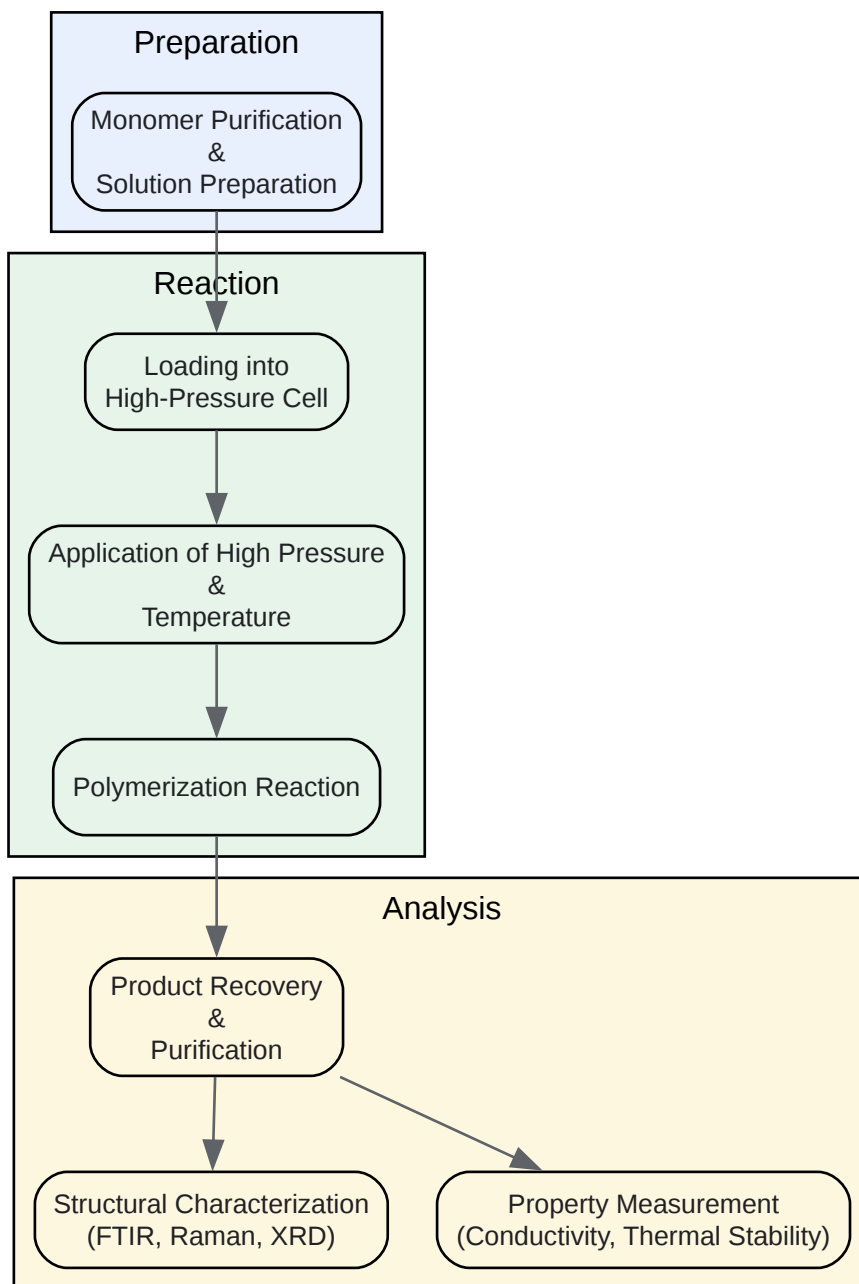 Preparation
Monomer Purification
&
Solution Preparation
Reaction
Loading into
High-Pressure Cell
Application of High Pressure
&
Temperature
Polymerization Reaction
Analysis
Product Recovery
&
Purification
Structural Characterization
(FTIR, Raman, XRD)
Property Measurement
(Conductivity, Thermal Stability)